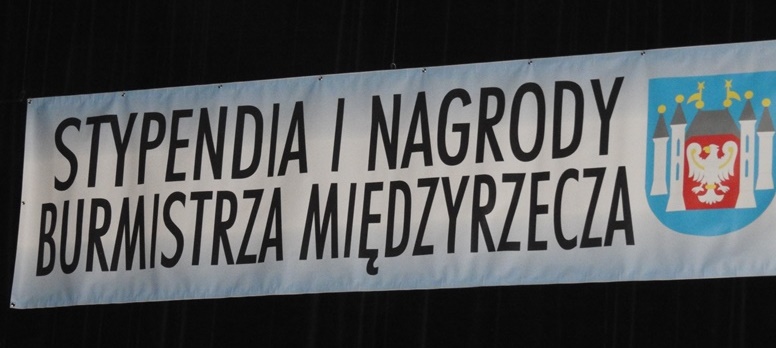 STYPENDIA I NAGRODY
BURMISTRZA MIĘDZYRZECZA